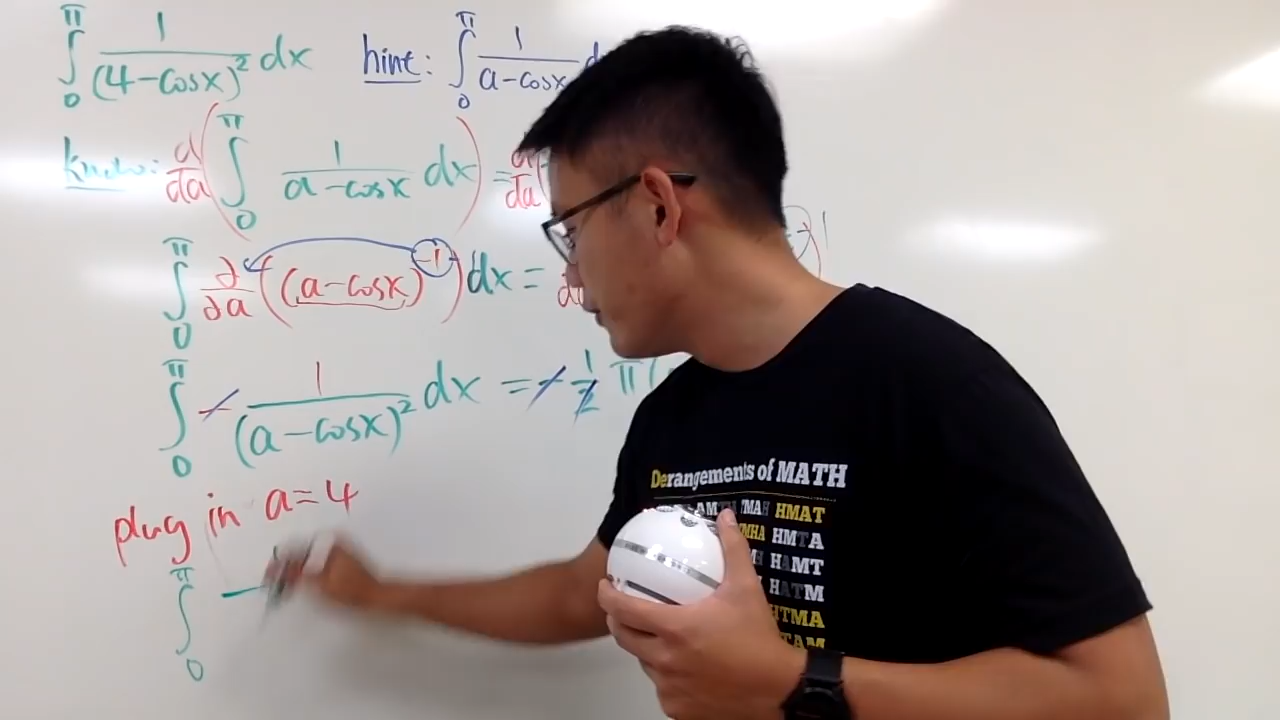 ∫₀^π 1/(4-cosx)² dx hint: ∫₀^π 1/(a-cosx) d
know: d/da(∫₀^π 1/(a-cosx) dx) = d/da(
∫₀^π ∂/∂a((a-cosx)⁻¹)dx =
∫₀^π - 1/(a-cosx)² dx = - 1/2 π (
plug in a=4
∫₀^π
Derangements of MATH
HMAT
HMTA
HAMT
HATM
HTMA